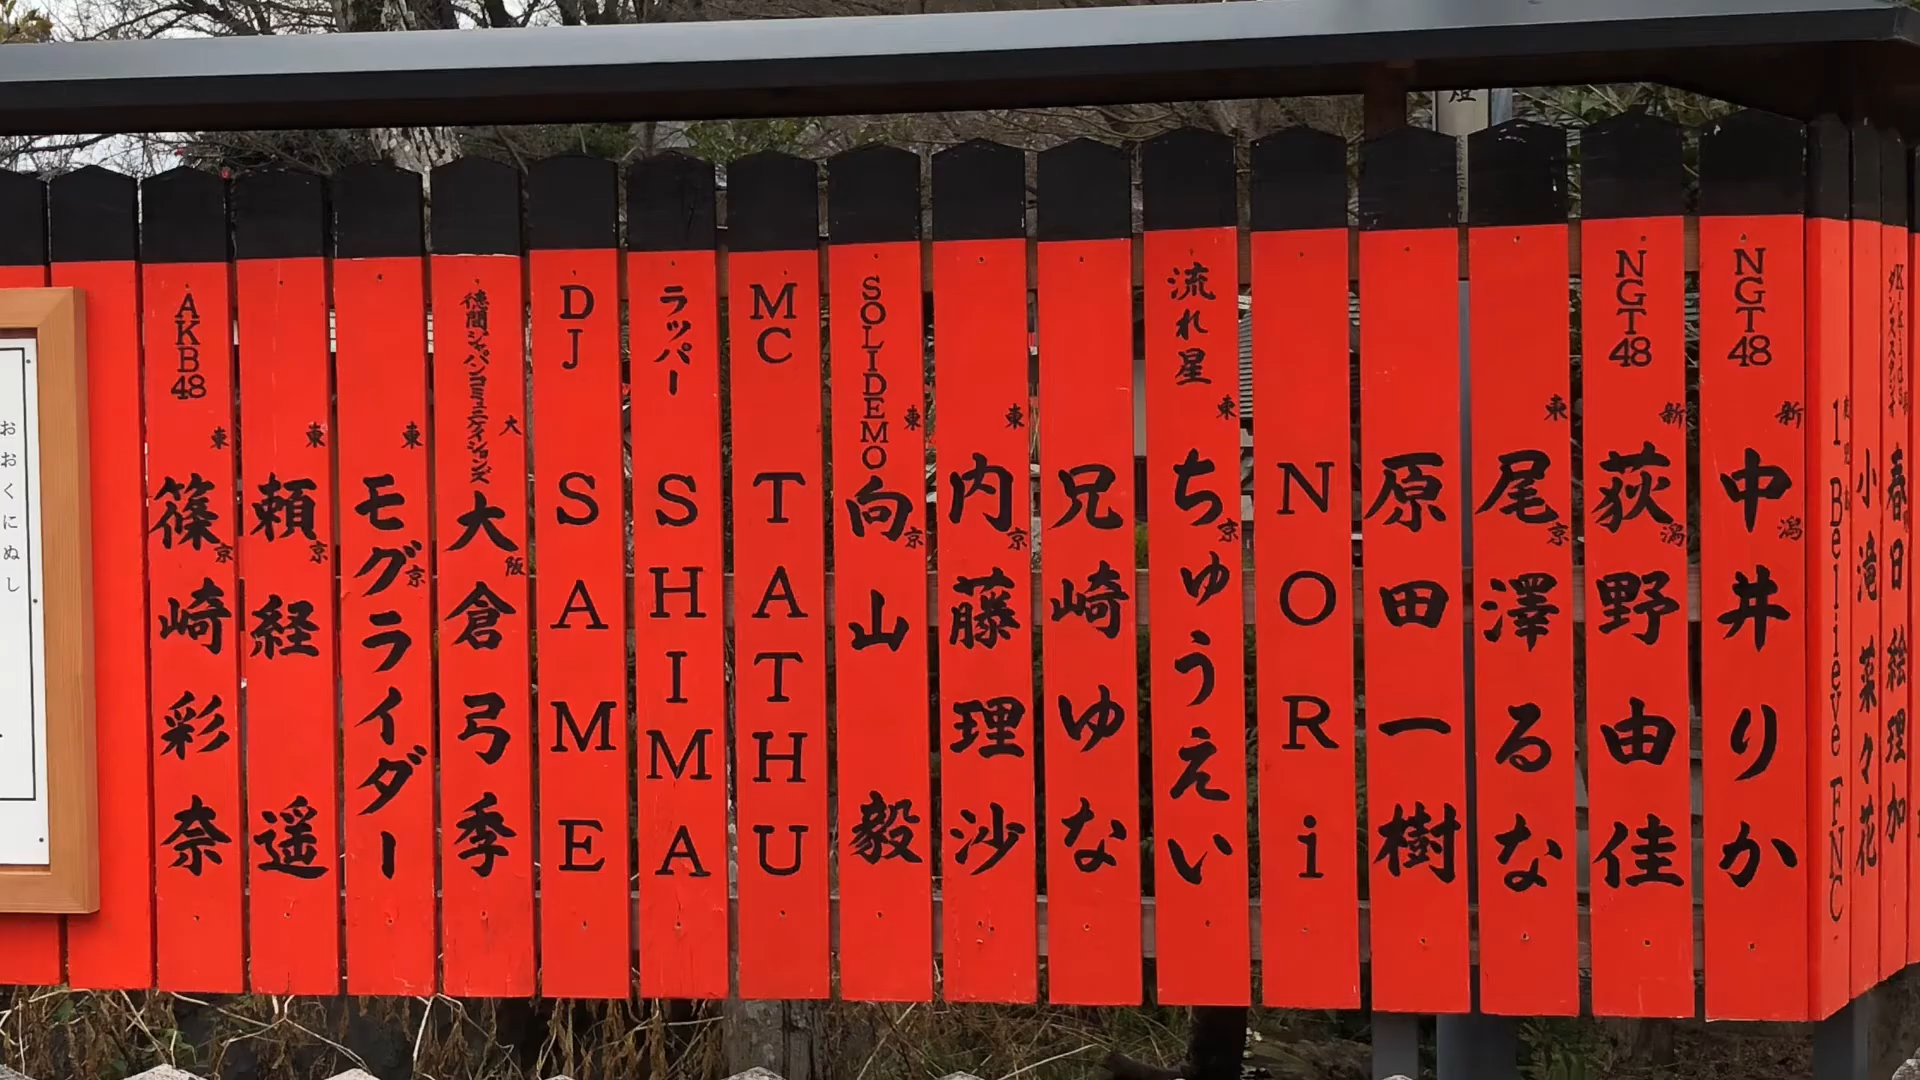 AKB48 東京 篠崎彩奈
東京 頼経遥
東京 モグライダー
徳間ジャパンコミュニケイションズ 大阪 大倉弓季
DJ SAME
ラッパー SHIMA
MC TATHU
SOLIDEMO 東京 向山毅
東京 内藤理沙
兄崎ゆな
流れ星 東京 ちゅうえい
NORi
原田一樹
東京 尾澤るな
NGT48 新潟 荻野由佳
NGT48 新潟 中井りか
1 Believe FNC
小滝菜々花
春日絵理加
おおくにぬし